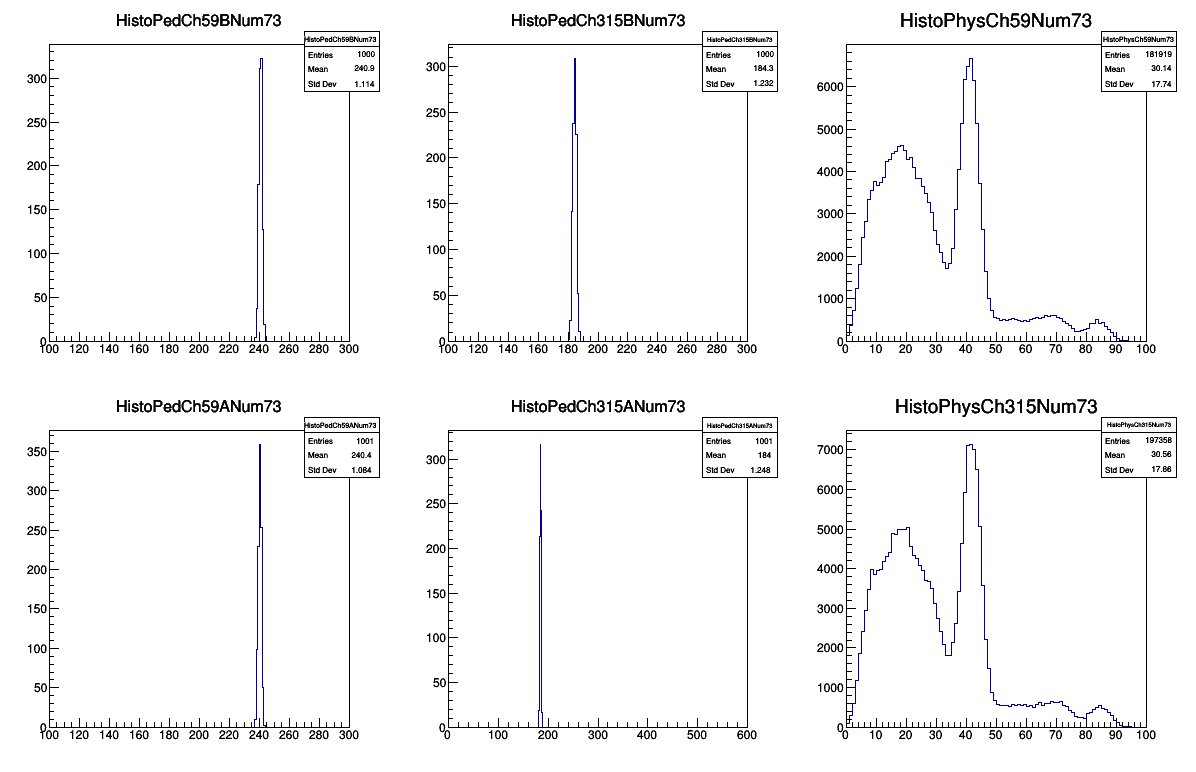 HistoPedCh59BNum73
HistoPedCh59BNum73
Entries 1000
Mean 240.9
Std Dev 1.114
300
250
200
150
100
50
0
100 120 140 160 180 200 220 240 260 280 300
HistoPedCh315BNum73
HistoPedCh315BNum73
Entries 1000
Mean 184.3
Std Dev 1.232
300
250
200
150
100
50
0
100 120 140 160 180 200 220 240 260 280 300
HistoPhysCh59Num73
HistoPhysCh59Num73
Entries 181919
Mean 30.14
Std Dev 17.74
6000
5000
4000
3000
2000
1000
0
0 10 20 30 40 50 60 70 80 90 100
HistoPedCh59ANum73
HistoPedCh59ANum73
Entries 1001
Mean 240.4
Std Dev 1.084
350
300
250
200
150
100
50
0
100 120 140 160 180 200 220 240 260 280 300
HistoPedCh315ANum73
HistoPedCh315ANum73
Entries 1001
Mean 184
Std Dev 1.248
300
250
200
150
100
50
0
0 100 200 300 400 500 600
HistoPhysCh315Num73
HistoPhysCh315Num73
Entries 197358
Mean 30.56
Std Dev 17.86
7000
6000
5000
4000
3000
2000
1000
0
0 10 20 30 40 50 60 70 80 90 100